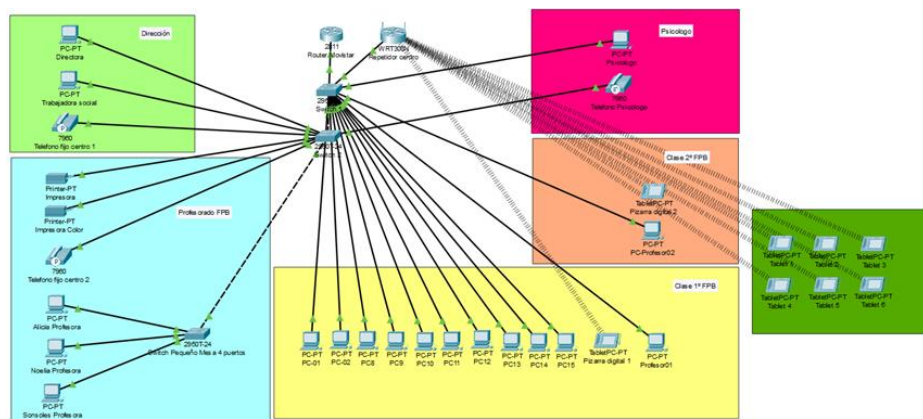 Dirección
PC-PT
Directora
PC-PT
Trabajadora social
7960
Telefono fijo centro 1
2811
Router Movistar
WRT300N
Repetidor centro
Switch
2950T-24
Switch 2
Psicologo
PC-PT
Psicologo
7960
Telefono Psicologo
Printer-PT
Impresora
Printer-PT
Impresora Color
Profesorado FPB
7960
Telefono fijo centro 2
PC-PT
Alicia Profesora
PC-PT
Noelia Profesora
PC-PT
Sonsoles Profesora
2950T-24
Switch Pequeño Mesa 4 puertos
Clase 2º FPB
TabletPC-PT
Pizarra digital 2
PC-PT
PC-Profesor02
TabletPC-PT
Tablet 1
TabletPC-PT
Tablet 2
TabletPC-PT
Tablet 3
TabletPC-PT
Tablet 4
TabletPC-PT
Tablet 5
TabletPC-PT
Tablet 6
Clase 1º FPB
PC-PT
PC-01
PC-PT
PC-02
PC-PT
PC8
PC-PT
PC9
PC-PT
PC10
PC-PT
PC11
PC-PT
PC12
PC-PT
PC13
PC-PT
PC14
PC-PT
PC15
TabletPC-PT
Pizarra digital 1
PC-PT
Profesor01